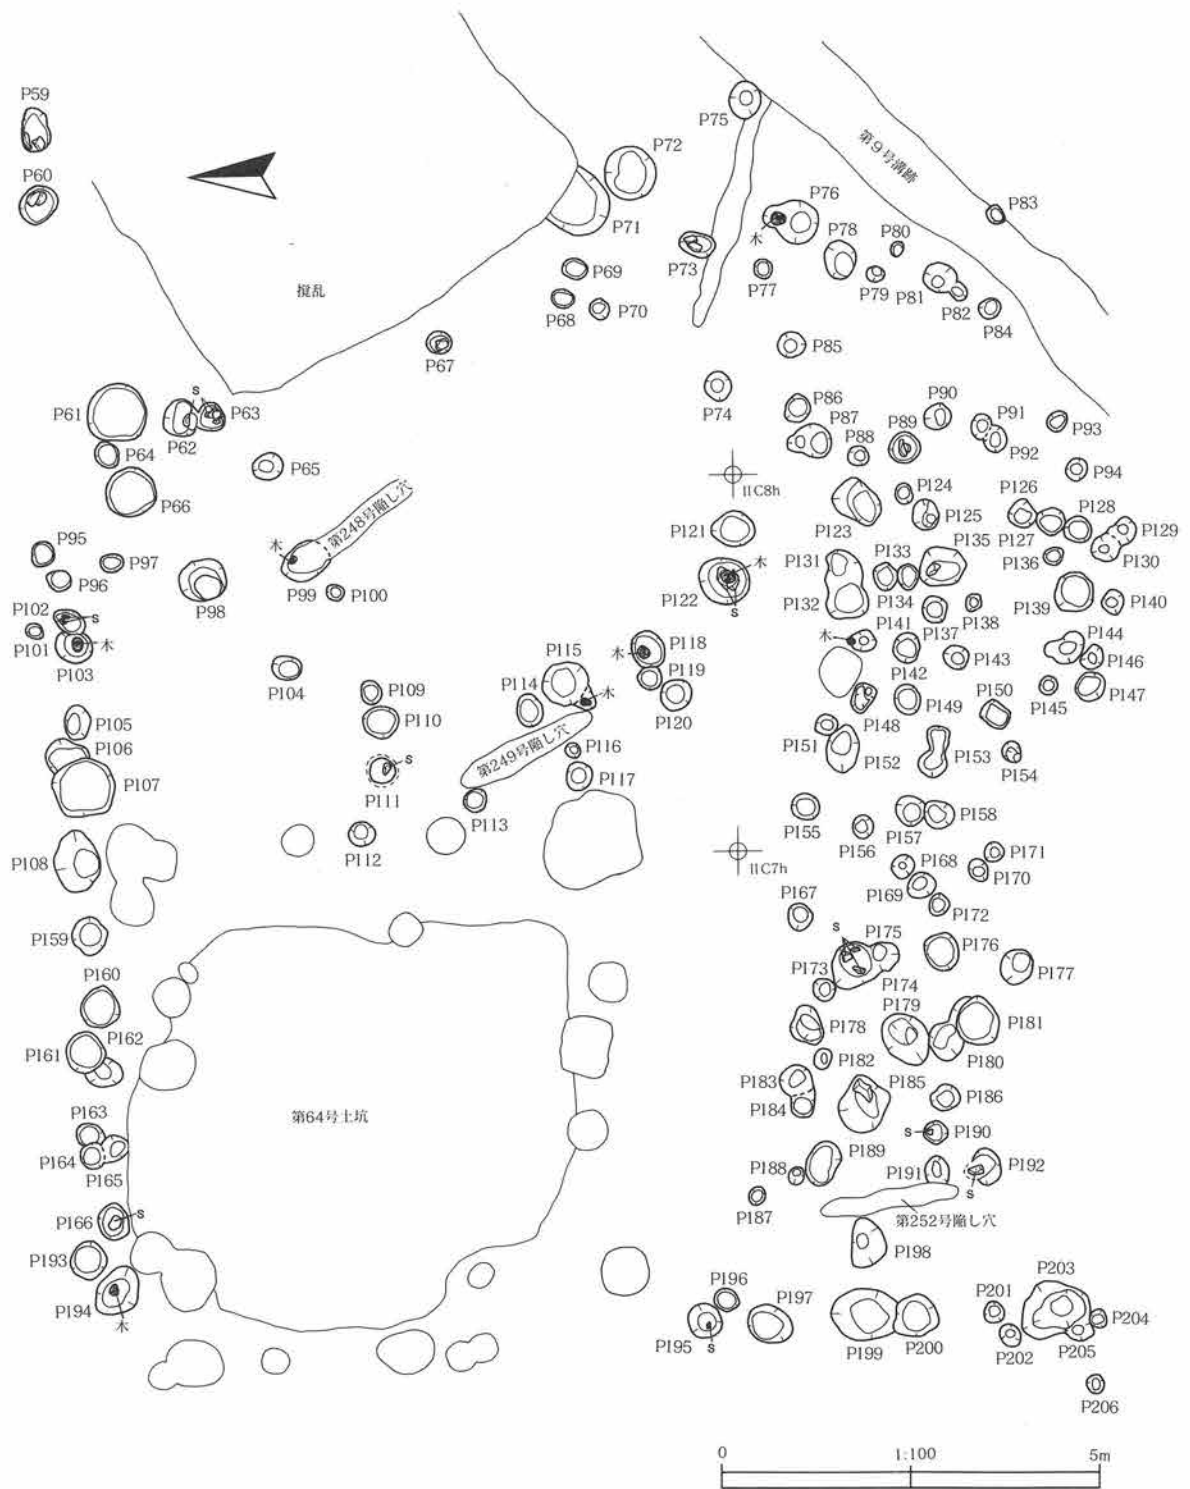 P59
P60
P72
P75
P71
第9号溝跡
P76
P83
P78
P80
木
P73
P77
P79
P81
P82
P84
攪乱
P69
P68
P70
P67
P85
P74
P61
s
P63
P62
P64
P65
P66
P86
P87
P88
P89
P90
P91
P92
P93
P94
IIC8h
第248号陥し穴
P95
P96
P97
P98
木
P99
P100
P121
P122
木
s
P123
P124
P125
P126
P127
P128
P129
P130
P136
P131
P132
P133
P134
P135
P137
P138
P139
P140
P102
s
P101
木
P103
P104
P109
P110
P114
P115
木
木
P118
P119
P120
木
P141
P142
P143
P144
P146
P145
P147
P148
P149
P150
P105
P106
P107
s
P111
第249号陥し穴
P116
P117
P113
P112
P151
P152
P153
P154
P108
P155
P156
P157
P158
IIC7h
P168
P169
P171
P170
P172
P159
P167
s
P175
P173
P174
P176
P177
P160
P162
P161
P178
P179
P181
P180
P182
P183
P184
P185
P186
第64号土坑
P163
P164
P165
s
P190
P189
P188
P191
P192
s
P187
第252号陥し穴
P166
s
P193
P194
木
P198
P196
P195
s
P197
P199
P200
P201
P202
P203
P204
P205
P206
0
1:100
5m